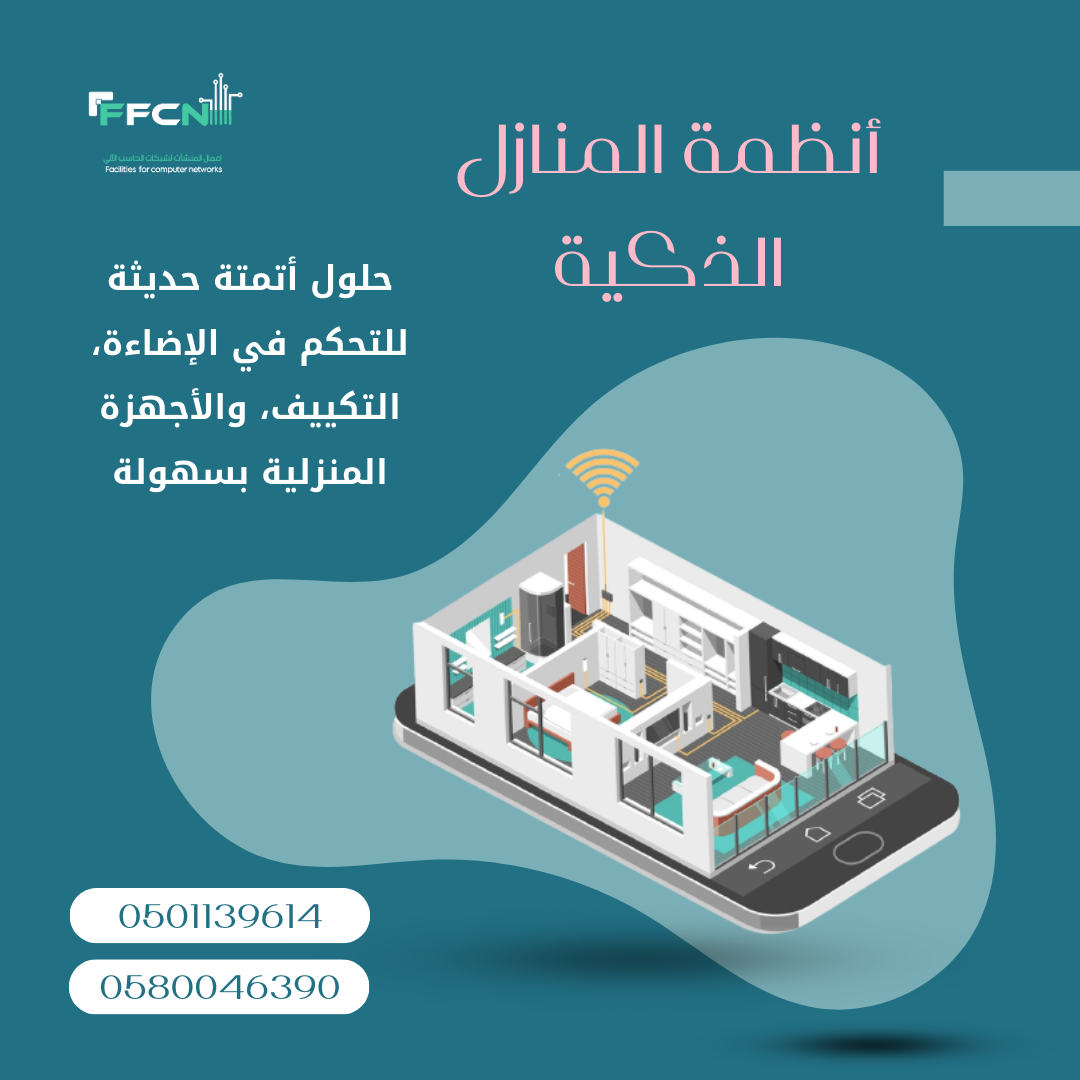 FFCN
اعمال المنشآت لشبكات الحاسب الآلي
Facilities for computer networks
أنظمة المنازل
الذكية
حلول أتمتة حديثة
للتحكم في الإضاءة،
التكييف، والأجهزة
المنزلية بسهولة
0501139614
0580046390